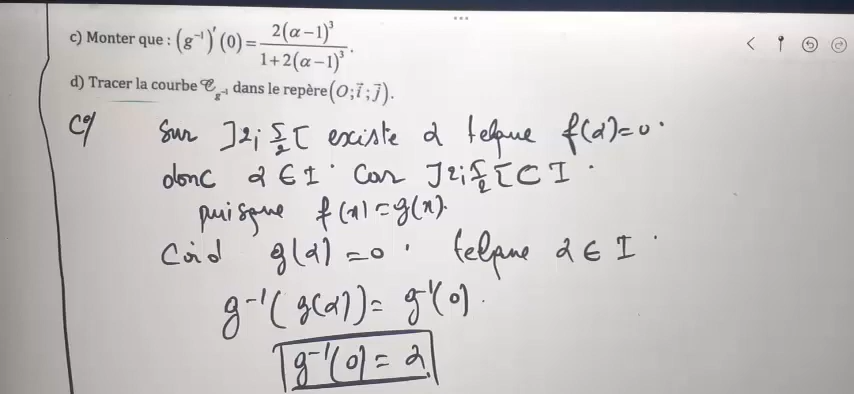 c) Monter que : (g⁻¹)'(0) = 2(α−1)³ / 1+2(α−1)³.
d) Tracer la courbe 𝒞g⁻¹ dans le repère (O; i⃗ ; j⃗).
C°/ Sur ]2; 5/2[ existe α telque f(α)=0.
donc α ∈ I. Car ]2; 5/2[ ⊂ I.
puisque f(x) = g(x).
Càd g(α) = 0. telque α ∈ I.
g⁻¹(g(α)) = g⁻¹(0).
g⁻¹(0) = α